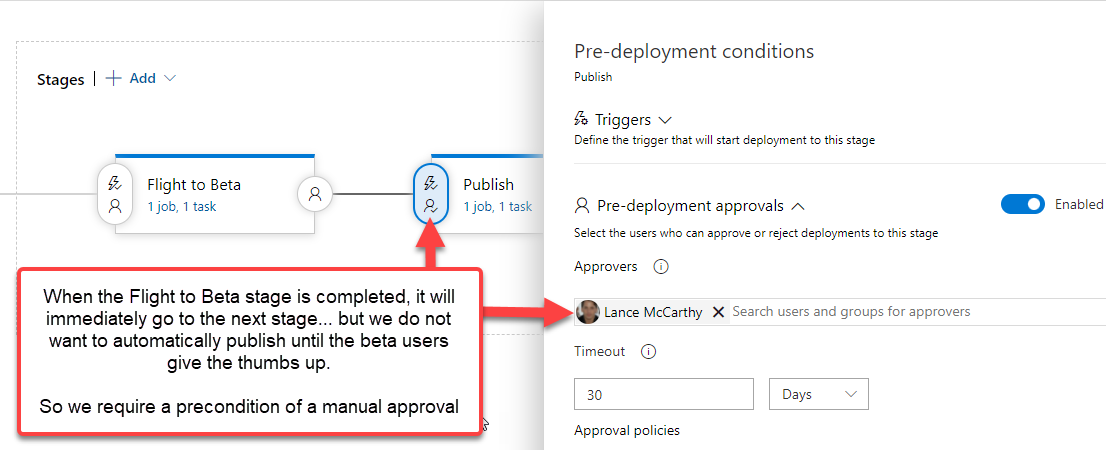 Stages | + Add
Flight to Beta
1 job, 1 task
Publish
1 job, 1 task
When the Flight to Beta stage is completed, it will
immediately go to the next stage... but we do not
want to automatically publish until the beta users
give the thumbs up.
So we require a precondition of a manual approval
Pre-deployment conditions
Publish
Triggers
Define the trigger that will start deployment to this stage
Pre-deployment approvals
Enabled
Select the users who can approve or reject deployments to this stage
Approvers
Lance McCarthy Search users and groups for approvers
Timeout
30 Days
Approval policies